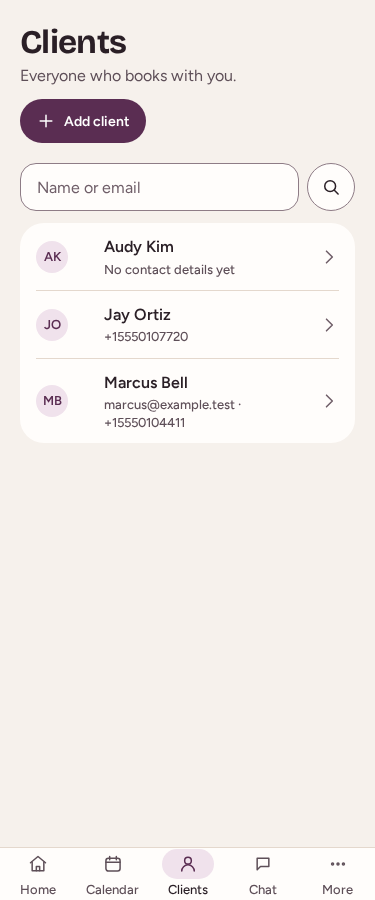 Clients
Everyone who books with you.
Add client
Name or email
AK
Audy Kim
No contact details yet
JO
Jay Ortiz
+15550107720
MB
Marcus Bell
marcus@example.test ·
+15550104411
Home
Calendar
Clients
Chat
More